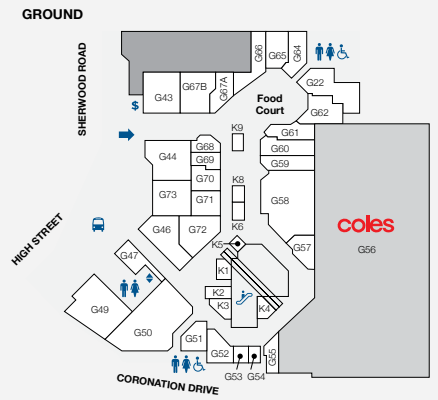 GROUND
SHERWOOD ROAD
G66
G65
G64
G43
G67B
G67A
$
G22
G62
Food
Court
K9
G61
G60
G59
G68
G69
G44
G70
G73
G71
K8
G58
K6
G46
G72
K5
G57
coles
G56
HIGH STREET
G47
K1
K2
K3
K4
G49
G50
G51
G52
G55
G53
G54
CORONATION DRIVE